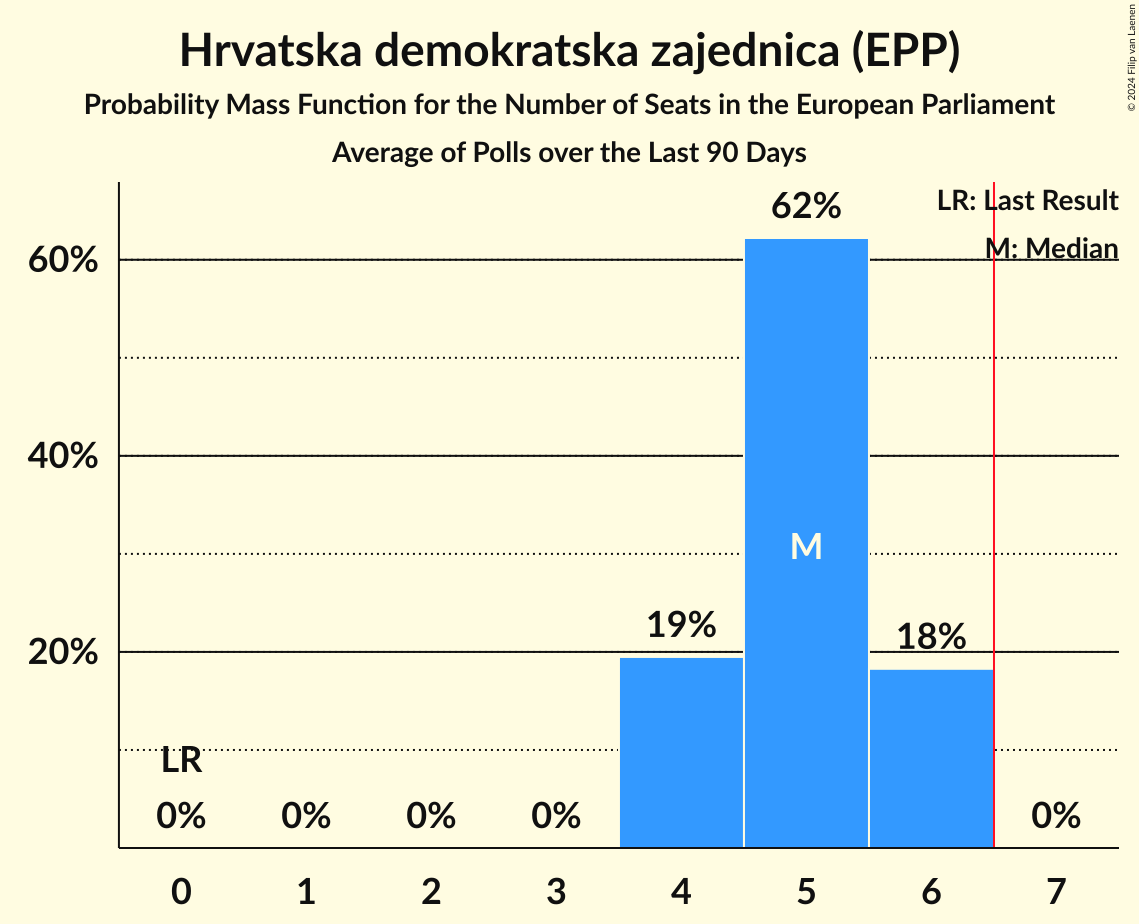 Hrvatska demokratska zajednica (EPP)
Probability Mass Function for the Number of Seats in the European Parliament
Average of Polls over the Last 90 Days
© 2024 Filip van Laenen
LR: Last Result
M: Median
62%
60%
40%
M
19%
18%
20%
LR
0% 0% 0% 0% 0%
0 1 2 3 4 5 6 7